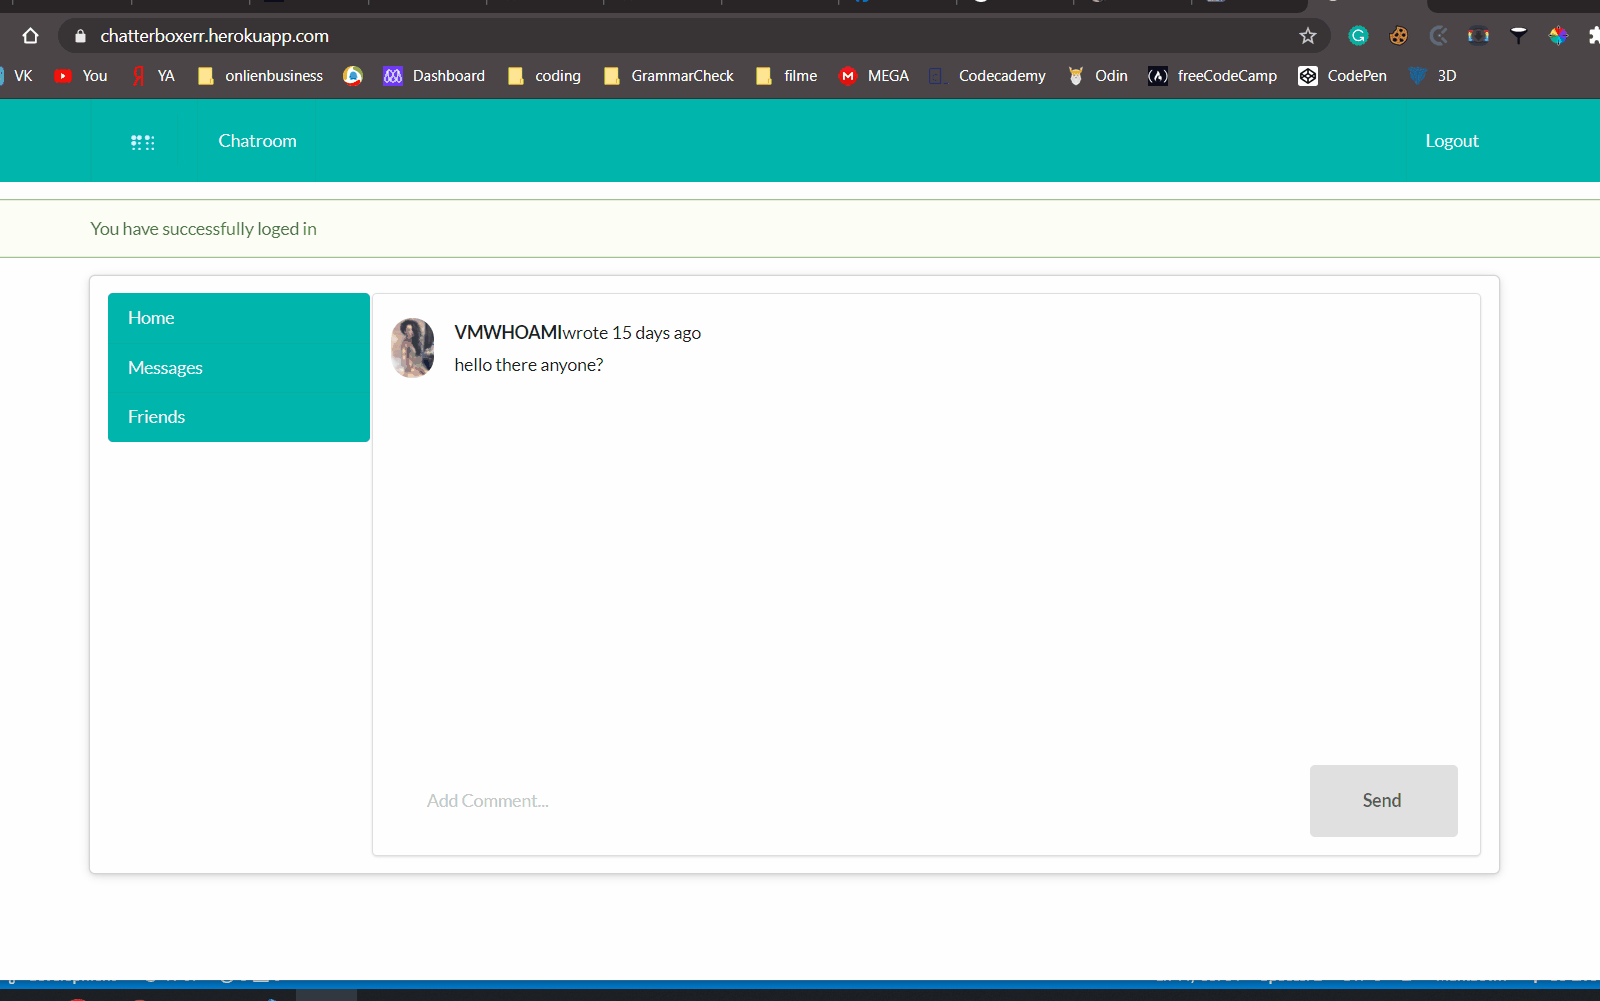 chatterboxerr.herokuapp.com
VK You YA onlienbusiness Dashboard coding GrammarCheck filme MEGA Codecademy Odin freeCodeCamp CodePen 3D
Chatroom Logout
You have successfully loged in
Home
Messages
Friends
VMWHOAMIwrote 15 days ago
hello there anyone?
Add Comment...
Send